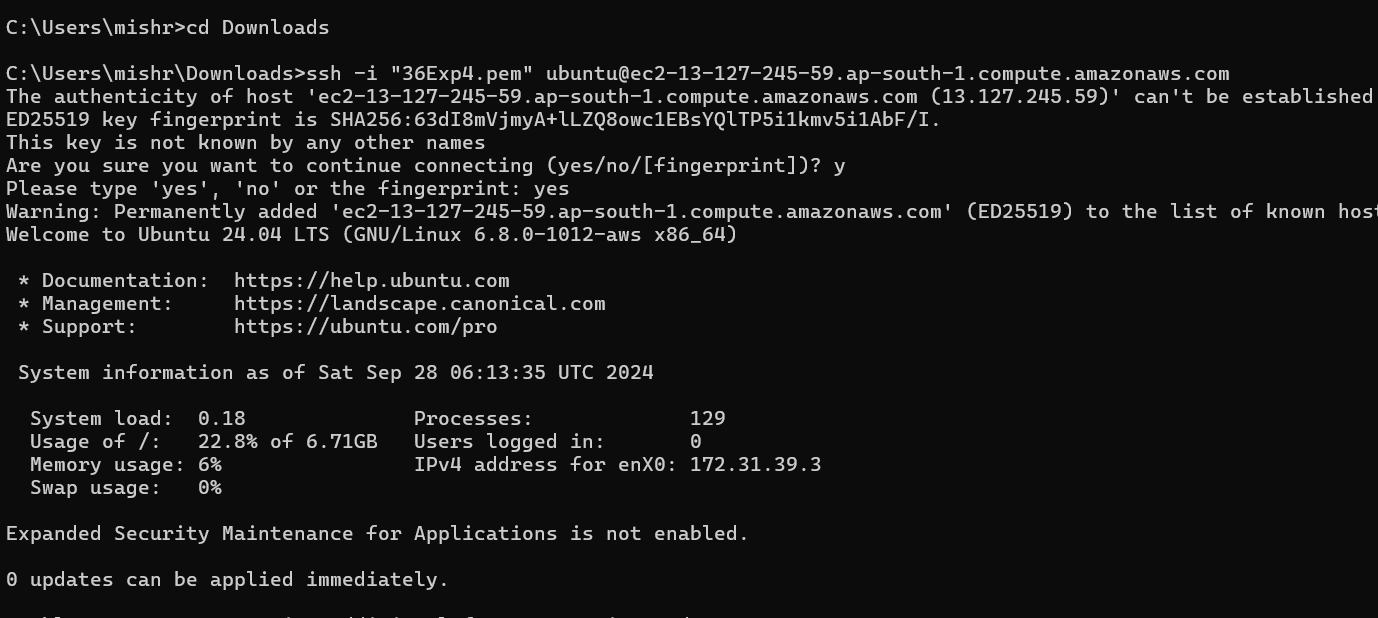 C:\Users\mishr>cd Downloads
C:\Users\mishr\Downloads>ssh -i "36Exp4.pem" ubuntu@ec2-13-127-245-59.ap-south-1.compute.amazonaws.com
The authenticity of host 'ec2-13-127-245-59.ap-south-1.compute.amazonaws.com (13.127.245.59)' can't be established
ED25519 key fingerprint is SHA256:63dI8mVjmyA+lLZQ8owc1EBsYQlTP5i1kmv5i1AbF/I.
This key is not known by any other names
Are you sure you want to continue connecting (yes/no/[fingerprint])? y
Please type 'yes', 'no' or the fingerprint: yes
Warning: Permanently added 'ec2-13-127-245-59.ap-south-1.compute.amazonaws.com' (ED25519) to the list of known host
Welcome to Ubuntu 24.04 LTS (GNU/Linux 6.8.0-1012-aws x86_64)
* Documentation:  https://help.ubuntu.com
* Management:     https://landscape.canonical.com
* Support:        https://ubuntu.com/pro
System information as of Sat Sep 28 06:13:35 UTC 2024
System load:  0.18              Processes:             129
Usage of /:   22.8% of 6.71GB   Users logged in:       0
Memory usage: 6%                IPv4 address for enX0: 172.31.39.3
Swap usage:   0%
Expanded Security Maintenance for Applications is not enabled.
0 updates can be applied immediately.